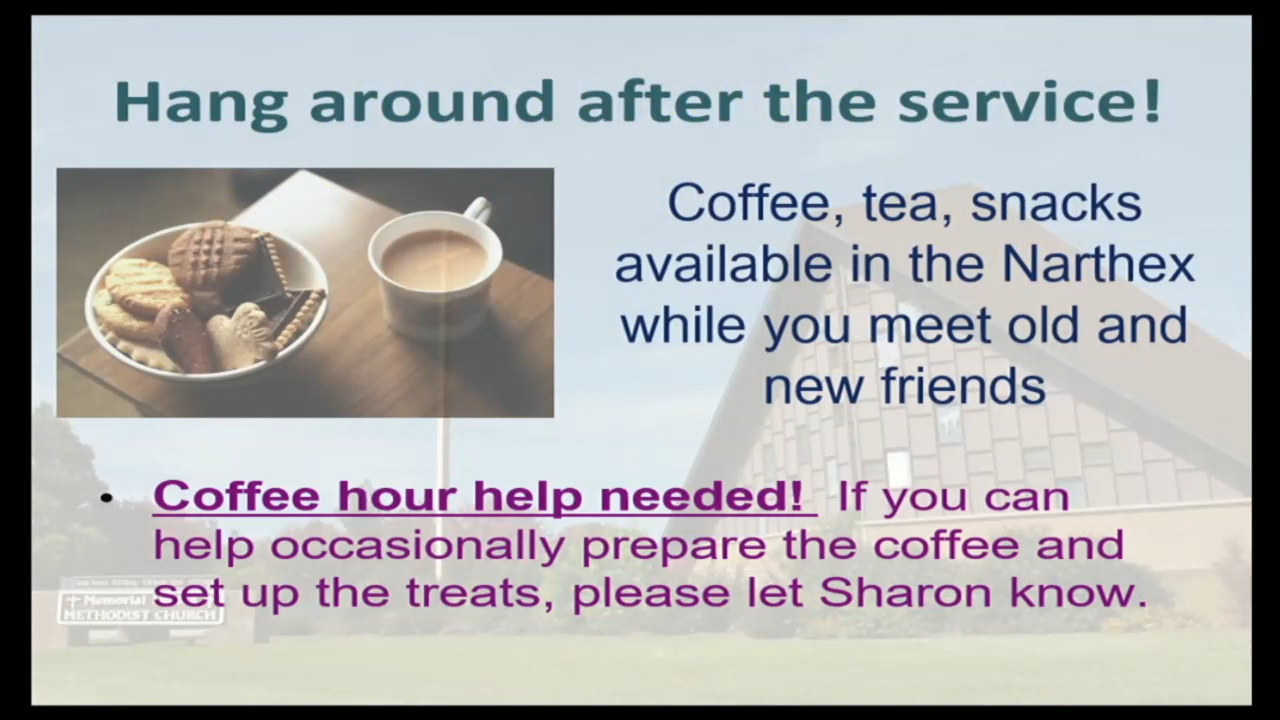 Hang around after the service!
Coffee, tea, snacks
available in the Narthex
while you meet old and
new friends
• Coffee hour help needed! If you can
help occasionally prepare the coffee and
set up the treats, please let Sharon know.
Memorial
METHODIST CHURCH